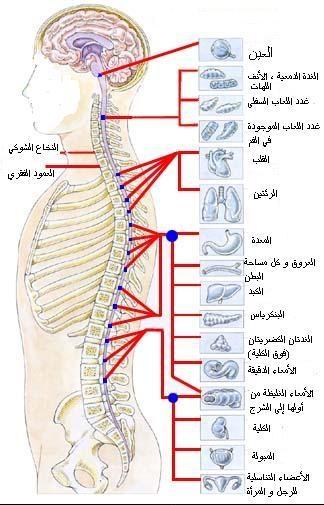 العين
الغدة الدمعية ، الأنف
اللهات
غدد اللعاب السفلى
غدد اللعاب الموجودة
في الفم
القلب
النخاع الشوكي
العمود الفقري
الرئتين
المعدة
العروق و كل مساحة
البطن
الكبد
البنكرياس
الغدتان الكضريتان
(فوق الكلية)
الأمعاء الدقيقة
الأمعاء الغليظة من
أولها إلى الشرج
الكلية
المبولة
الأعضاء التناسلية
للرجل و المرأة